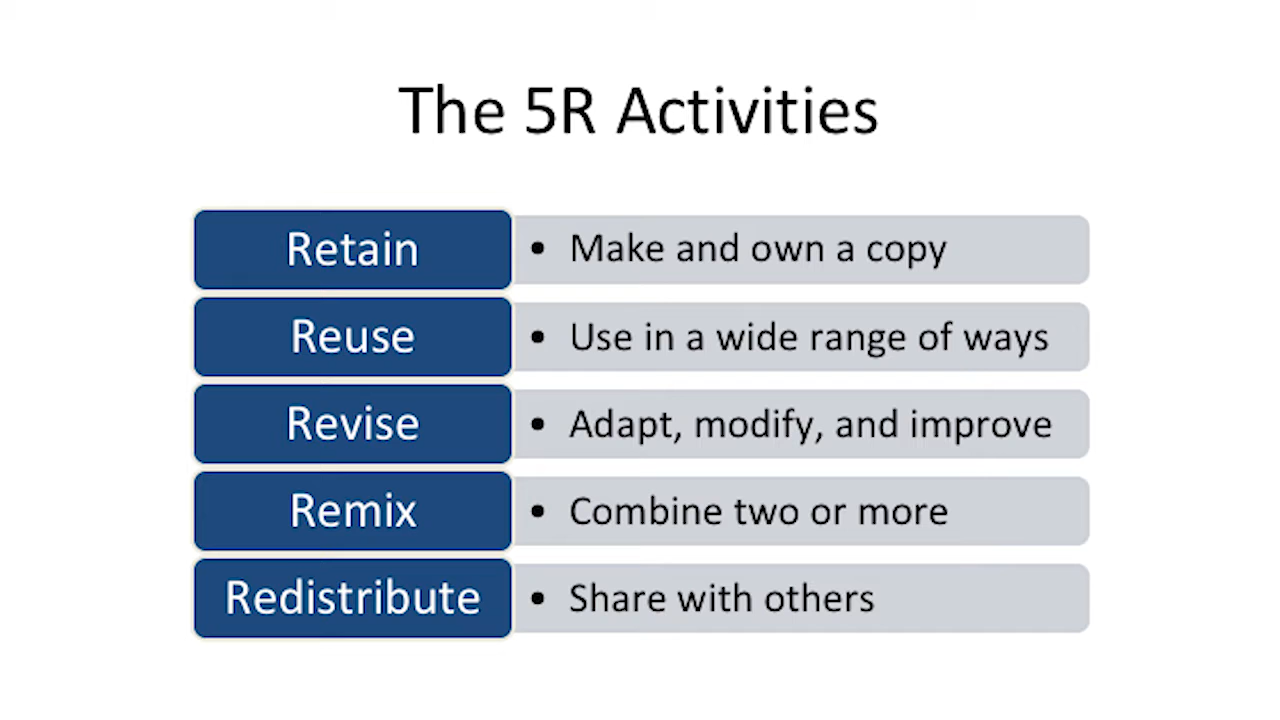 The 5R Activities
Retain
• Make and own a copy
Reuse
• Use in a wide range of ways
Revise
• Adapt, modify, and improve
Remix
• Combine two or more
Redistribute
• Share with others